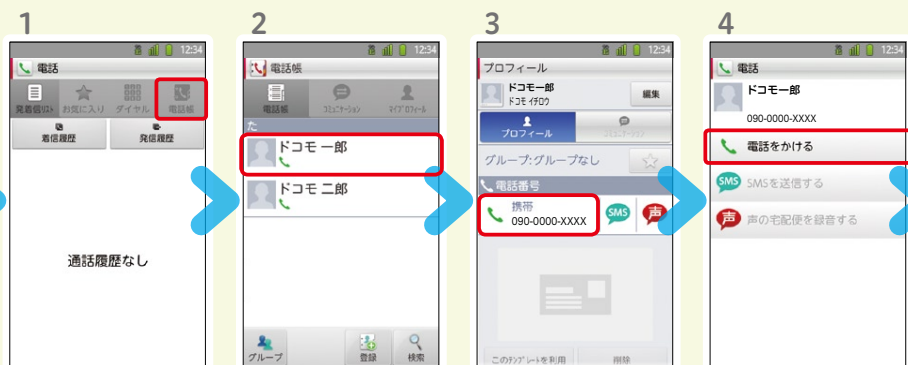 1
12:34
電話
発着信リスト お気に入り ダイヤル 電話帳
着信履歴 発信履歴
通話履歴なし
2
12:34
電話帳
電話帳 コミュニケーション マイプロフィール
た
ドコモ 一郎
ドコモ 二郎
グループ 登録 検索
3
12:34
プロフィール
ドコモ一郎
ドコモ イチロウ
編集
プロフィール コミュニケーション
グループ:グループなし
電話番号
携帯
090-0000-XXXX
SMS 声
このテンプレートを利用 削除
4
12:34
電話
ドコモ一郎
090-0000-XXXX
電話をかける
SMS SMSを送信する
声 声の宅配便を録音する